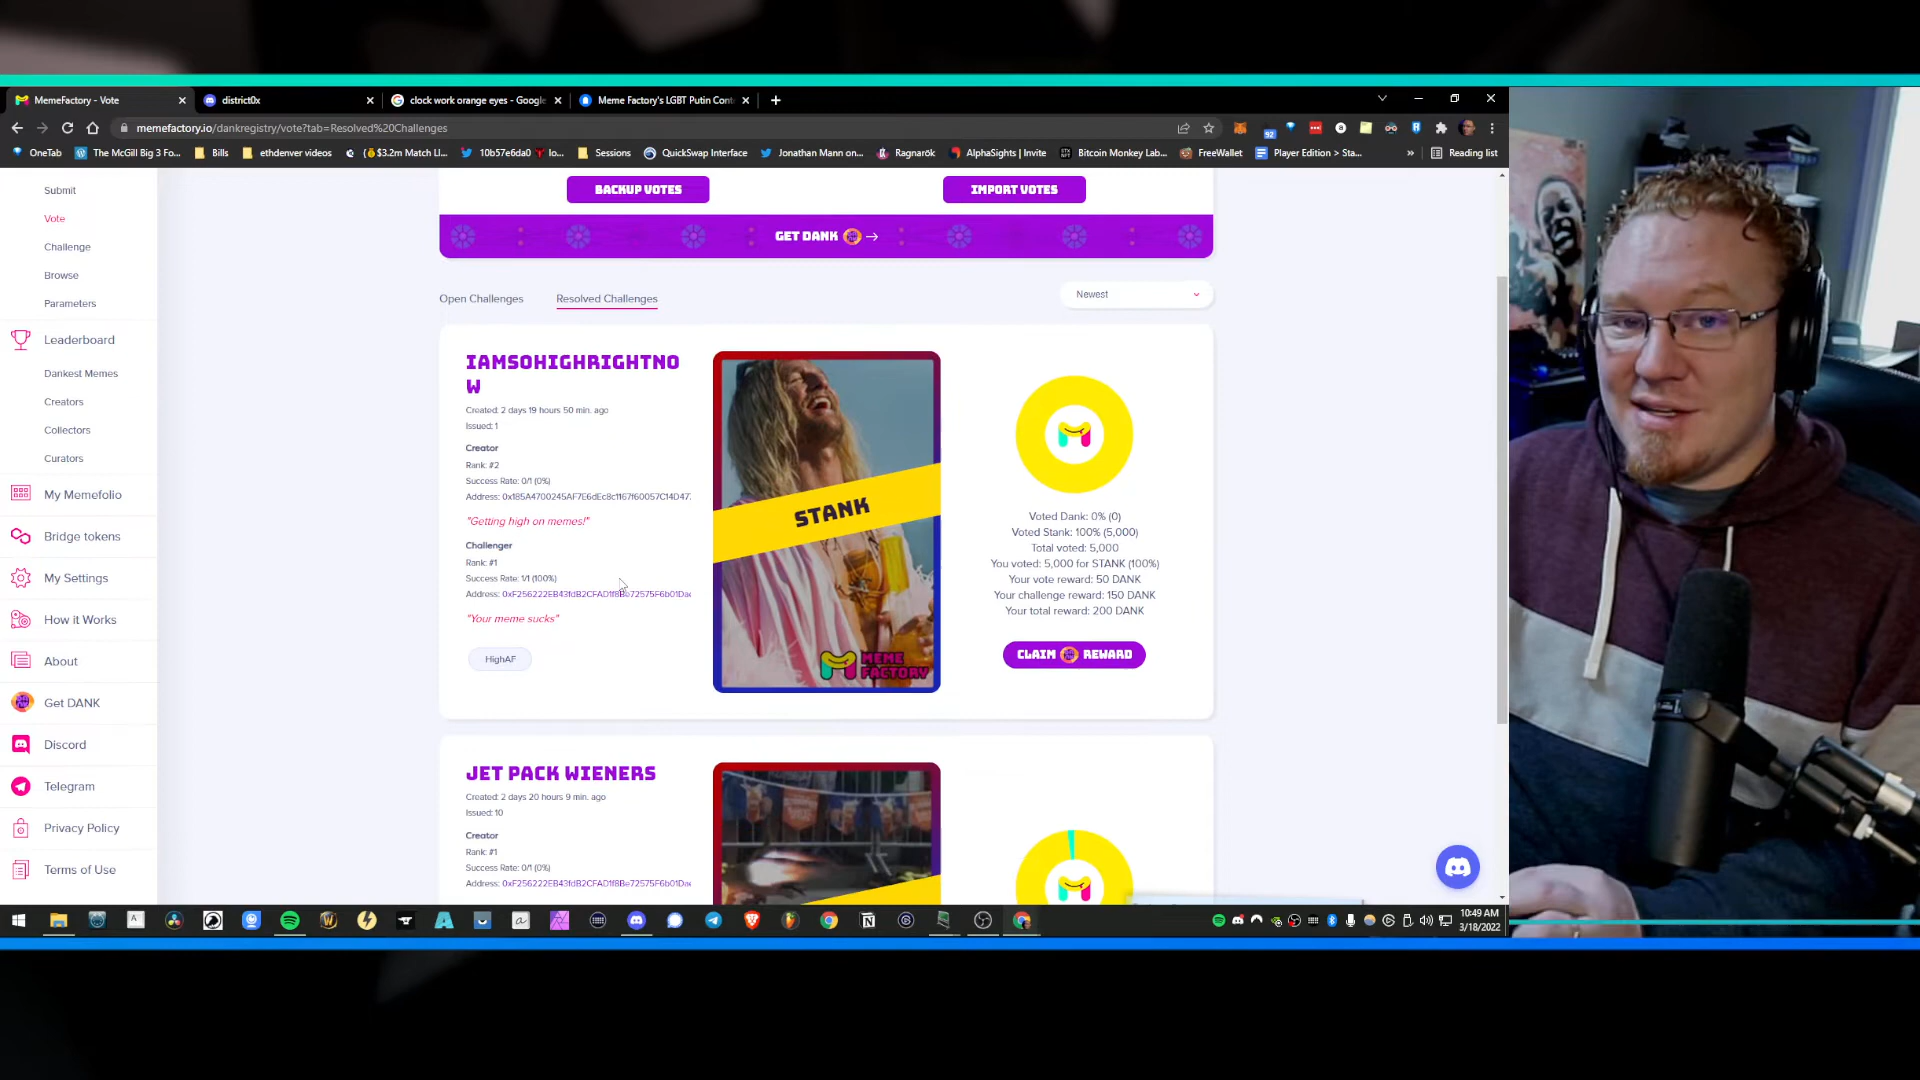 MemeFactory - Vote
district0x
clock work orange eyes - Google
Meme Factory's LGBT Putin Cont
memefactory.io/dankregistry/vote?tab=Resolved%20Challenges
92
OneTab
The McGill Big 3 Fo...
Bills
ethdenver videos
$3.2m Match LI...
10b57e6da0
Io...
Sessions
QuickSwap Interface
Jonathan Mann on...
Ragnarök
AlphaSights | Invite
Bitcoin Monkey Lab...
FreeWallet
Player Edition > Sta...
Reading list
Submit
Vote
Challenge
Browse
Parameters
Leaderboard
Dankest Memes
Creators
Collectors
Curators
My Memefolio
Bridge tokens
My Settings
How it Works
About
Get DANK
Discord
Telegram
Privacy Policy
Terms of Use
BACKUP VOTES
IMPORT VOTES
GET DANK
Open Challenges
Resolved Challenges
Newest
IAMSOHIGHRIGHTNO
W
Created: 2 days 19 hours 50 min. ago
Issued: 1
Creator
Rank: #2
Success Rate: 0/1 (0%)
Address: 0x185A4700245AF7E6dEc8c1167f60057C14D47
"Getting high on memes!"
Challenger
Rank: #1
Success Rate: 1/1 (100%)
Address: 0xF256222EB43fdB2CFAD1f8Be72575F6b01Da
"Your meme sucks"
HighAF
STANK
MEME
FACTORY
Voted Dank: 0% (0)
Voted Stank: 100% (5,000)
Total voted: 5,000
You voted: 5,000 for STANK (100%)
Your vote reward: 50 DANK
Your challenge reward: 150 DANK
Your total reward: 200 DANK
CLAIM REWARD
JET PACK WIENERS
Created: 2 days 20 hours 9 min. ago
Issued: 10
Creator
Rank: #1
Success Rate: 0/1 (0%)
Address: 0xF256222EB43fdB2CFAD1f8Be72575F6b01Da
10:49 AM
3/18/2022